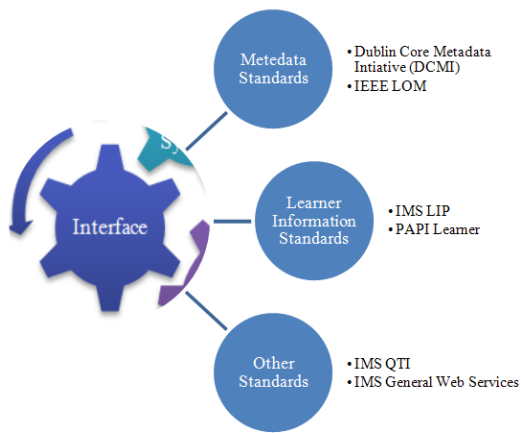 Metedata
Standards
• Dublin Core Metadata
Intiative (DCMI)
• IEEE LOM
Interface
Learner
Information
Standards
• IMS LIP
• PAPI Learner
Other
Standards
• IMS QTI
• IMS General Web Services